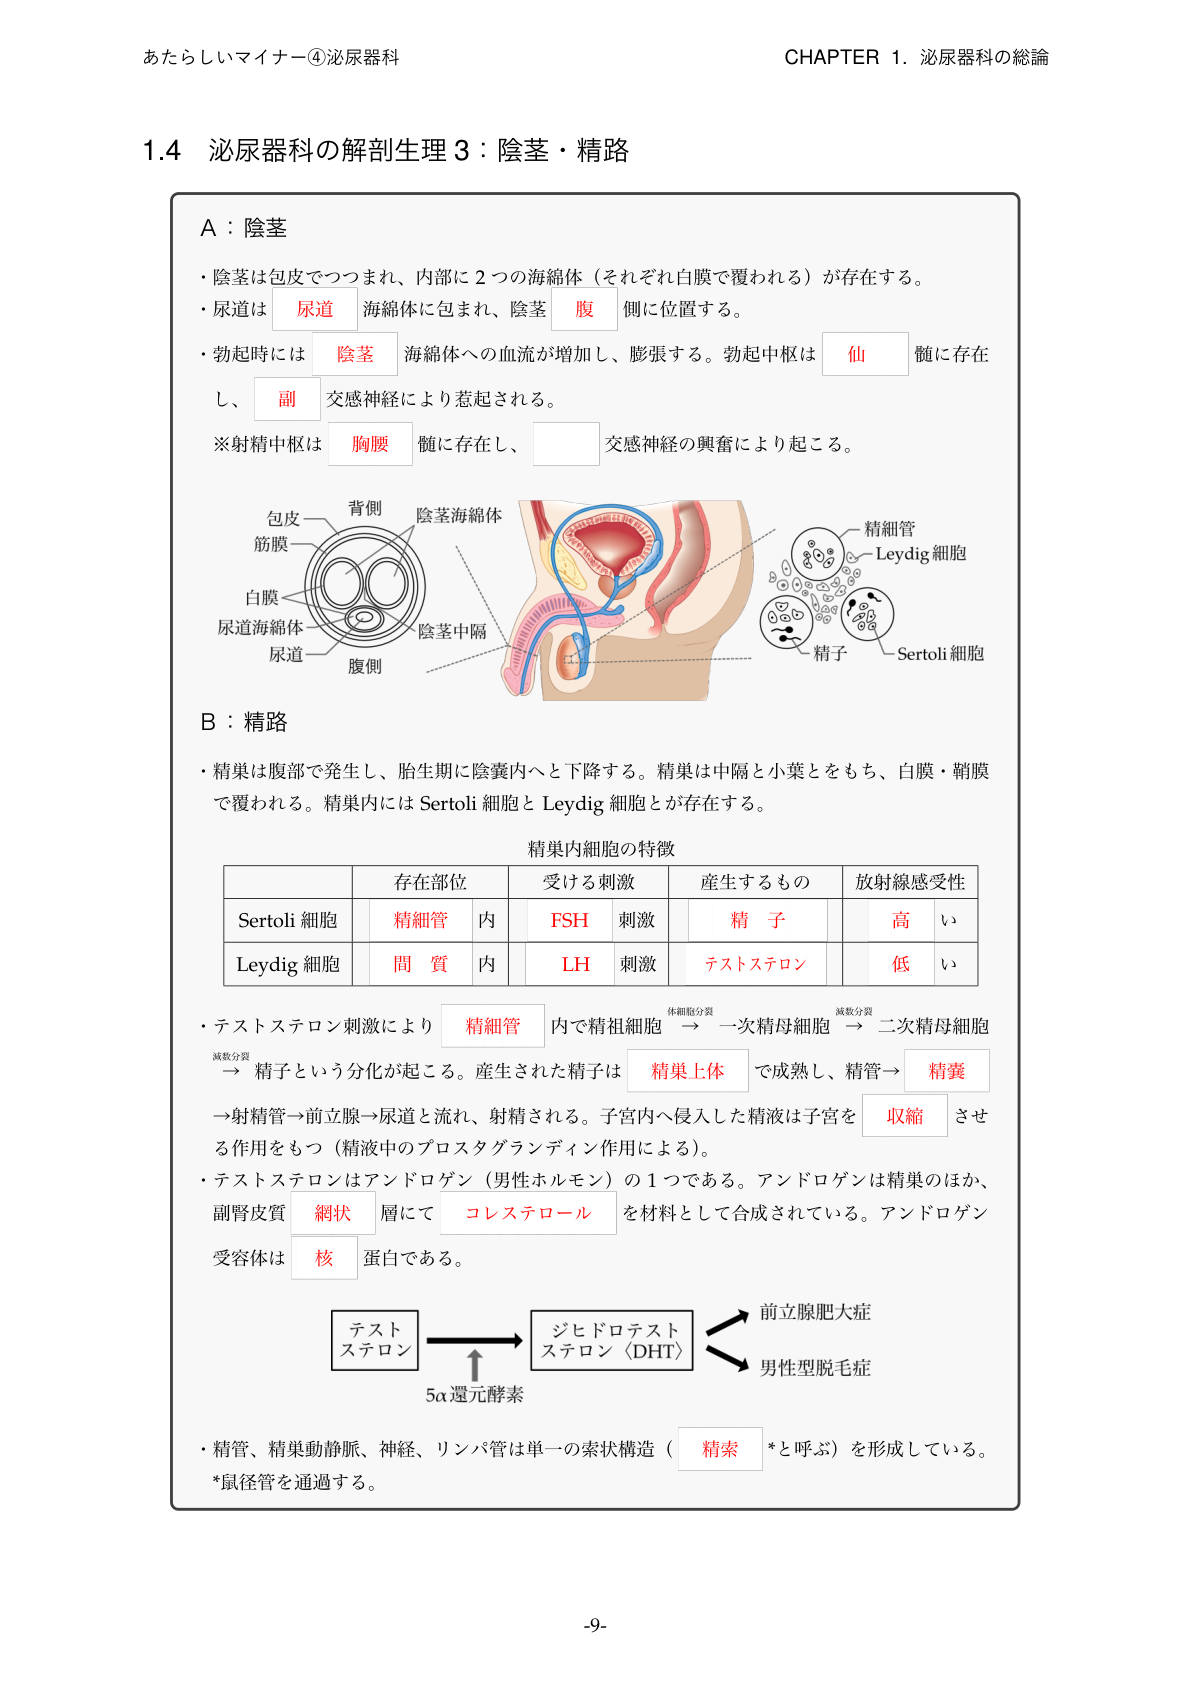 あたらしいマイナー④泌尿器科 CHAPTER 1. 泌尿器科の総論
1.4 泌尿器科の解剖生理 3：陰茎・精路
A：陰茎
・陰茎は包皮でつつまれ、内部に 2 つの海綿体（それぞれ白膜で覆われる）が存在する。
・尿道は 尿道 海綿体に包まれ、陰茎 腹 側に位置する。
・勃起時には 陰茎 海綿体への血流が増加し、膨張する。勃起中枢は 仙 髄に存在
し、 副 交感神経により惹起される。
※射精中枢は 胸腰 髄に存在し、 交感神経の興奮により起こる。
背側
包皮
陰茎海綿体
筋膜
白膜
尿道海綿体
陰茎中隔
尿道
腹側
精細管
Leydig 細胞
精子
Sertoli 細胞
B：精路
・精巣は腹部で発生し、胎生期に陰嚢内へと下降する。精巣は中隔と小葉とをもち、白膜・鞘膜
で覆われる。精巣内には Sertoli 細胞と Leydig 細胞とが存在する。
精巣内細胞の特徴
存在部位 受ける刺激 産生するもの 放射線感受性
Sertoli 細胞 精細管 内 FSH 刺激 精 子 高 い
Leydig 細胞 間 質 内 LH 刺激 テストステロン 低 い
・テストステロン刺激により 精細管 内で精祖細胞 体細胞分裂→ 一次精母細胞 減数分裂→ 二次精母細胞
減数分裂→ 精子という分化が起こる。産生された精子は 精巣上体 で成熟し、精管→ 精嚢
→射精管→前立腺→尿道と流れ、射精される。子宮内へ侵入した精液は子宮を 収縮 させ
る作用をもつ（精液中のプロスタグランディン作用による）。
・テストステロンはアンドロゲン（男性ホルモン）の 1 つである。アンドロゲンは精巣のほか、
副腎皮質 網状 層にて コレステロール を材料として合成されている。アンドロゲン
受容体は 核 蛋白である。
テスト
ステロン
5α還元酵素
ジヒドロテスト
ステロン〈DHT〉
前立腺肥大症
男性型脱毛症
・精管、精巣動静脈、神経、リンパ管は単一の索状構造（ 精索 *と呼ぶ）を形成している。
*鼠径管を通過する。
-9-